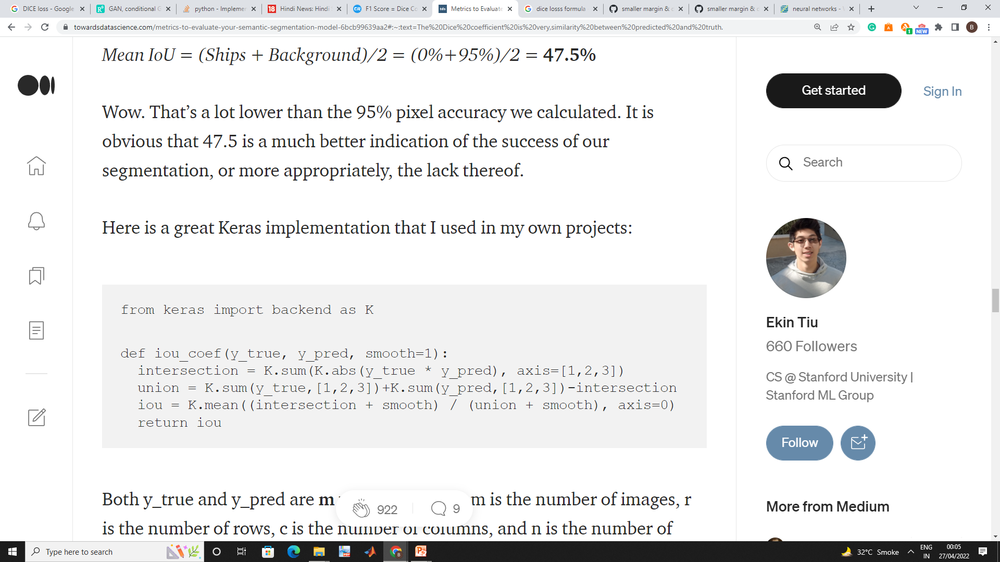 DICE loss - Google
GAN, conditional G
python - Implemen
Hindi News: Hindi
F1 Score = Dice Co
Metrics to Evaluate
dice losss formula
smaller margin & c
smaller margin & c
neural networks - V
towardsdatascience.com/metrics-to-evaluate-your-semantic-segmentation-model-6bcb99639aa2#:~:text=The%20Dice%20coefficient%20is%20very,similarity%20between%20predicted%20and%20truth.
1
NEW
B
Mean IoU = (Ships + Background)/2 = (0%+95%)/2 = 47.5%
Wow. That’s a lot lower than the 95% pixel accuracy we calculated. It is
obvious that 47.5 is a much better indication of the success of our
segmentation, or more appropriately, the lack thereof.
Here is a great Keras implementation that I used in my own projects:
from keras import backend as K
def iou_coef(y_true, y_pred, smooth=1):
intersection = K.sum(K.abs(y_true * y_pred), axis=[1,2,3])
union = K.sum(y_true,[1,2,3])+K.sum(y_pred,[1,2,3])-intersection
iou = K.mean((intersection + smooth) / (union + smooth), axis=0)
return iou
Both y_true and y_pred are m
m is the number of images, r
is the number of rows, c is the number of columns, and n is the number of
922
9
Get started
Sign In
Search
Ekin Tiu
660 Followers
CS @ Stanford University |
Stanford ML Group
Follow
More from Medium
Type here to search
32°C Smoke
ENG
IN
00:05
27/04/2022